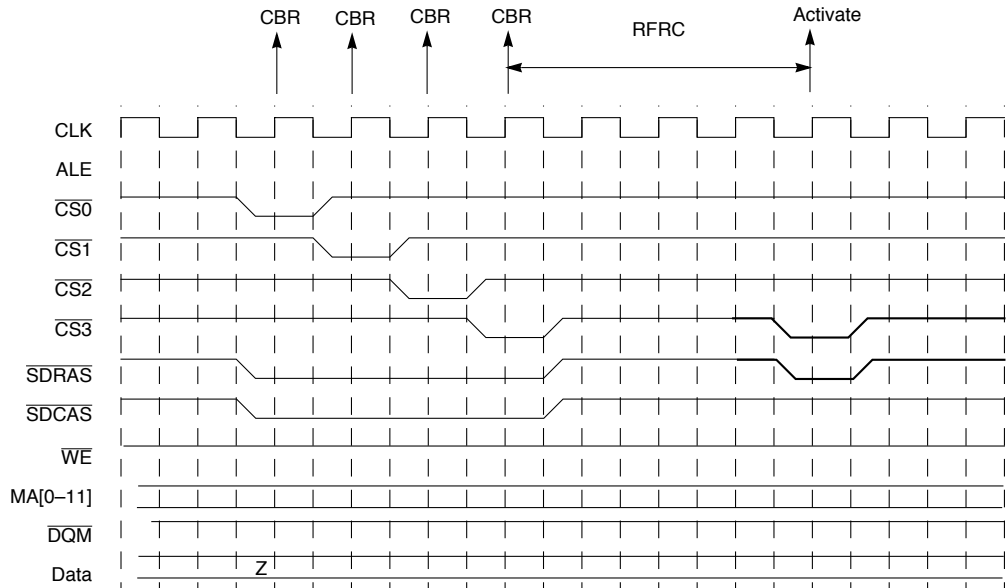 CBR CBR CBR CBR RFRC Activate
CLK
ALE
CS0
CS1
CS2
CS3
SDRAS
SDCAS
WE
MA[0–11]
DQM
Data Z